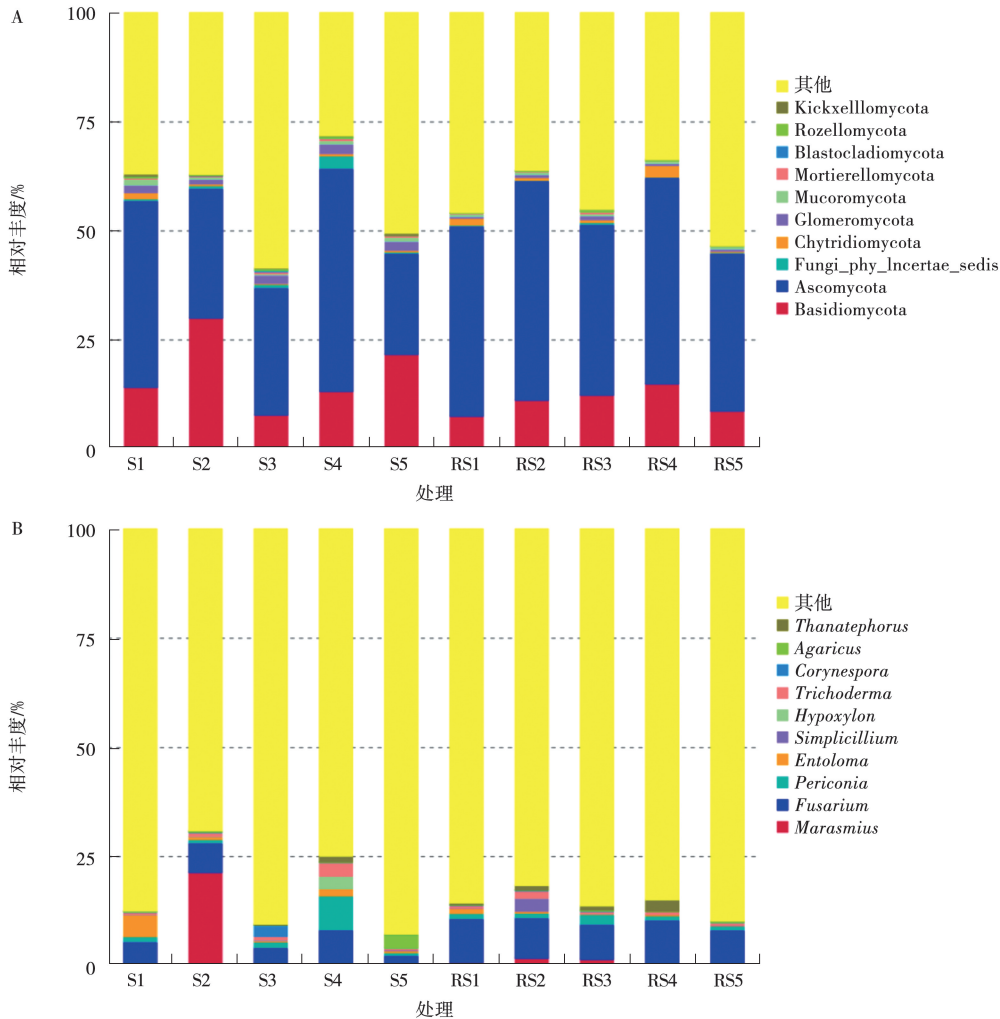 A
100
75
50
25
0
相对丰度/%
S1 S2 S3 S4 S5 RS1 RS2 RS3 RS4 RS5
处理
其他
Kickxelllomycota
Rozellomycota
Blastocladiomycota
Mortierellomycota
Mucoromycota
Glomeromycota
Chytridiomycota
Fungi_phy_lncertae_sedis
Ascomycota
Basidiomycota
B
100
75
50
25
0
相对丰度/%
S1 S2 S3 S4 S5 RS1 RS2 RS3 RS4 RS5
处理
其他
Thanatephorus
Agaricus
Corynespora
Trichoderma
Hypoxylon
Simplicillium
Entoloma
Periconia
Fusarium
Marasmius